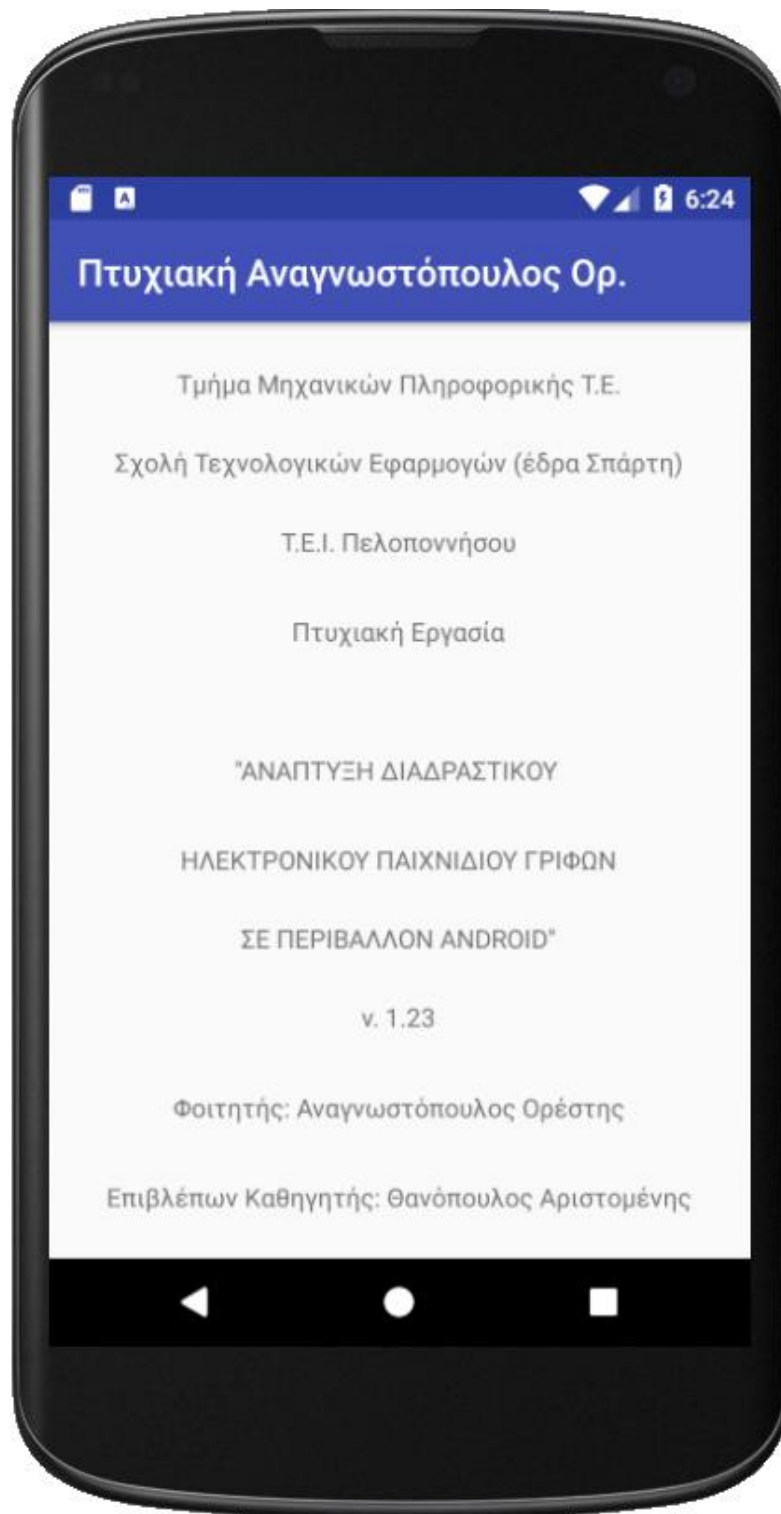 6:24
Πτυχιακή Αναγνωστόπουλος Ορ.
Τμήμα Μηχανικών Πληροφορικής Τ.Ε.
Σχολή Τεχνολογικών Εφαρμογών (έδρα Σπάρτη)
Τ.Ε.Ι. Πελοποννήσου
Πτυχιακή Εργασία
"ΑΝΑΠΤΥΞΗ ΔΙΑΔΡΑΣΤΙΚΟΥ
ΗΛΕΚΤΡΟΝΙΚΟΥ ΠΑΙΧΝΙΔΙΟΥ ΓΡΙΦΩΝ
ΣΕ ΠΕΡΙΒΑΛΛΟΝ ANDROID"
v. 1.23
Φοιτητής: Αναγνωστόπουλος Ορέστης
Επιβλέπων Καθηγητής: Θανόπουλος Αριστομένης